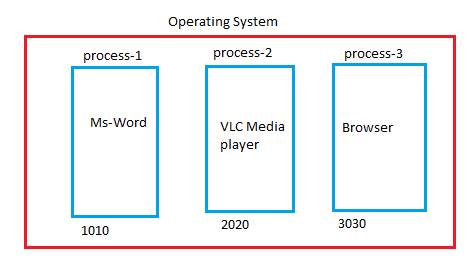 Operating System
process-1
process-2
process-3
Ms-Word
VLC Media
player
Browser
1010
2020
3030